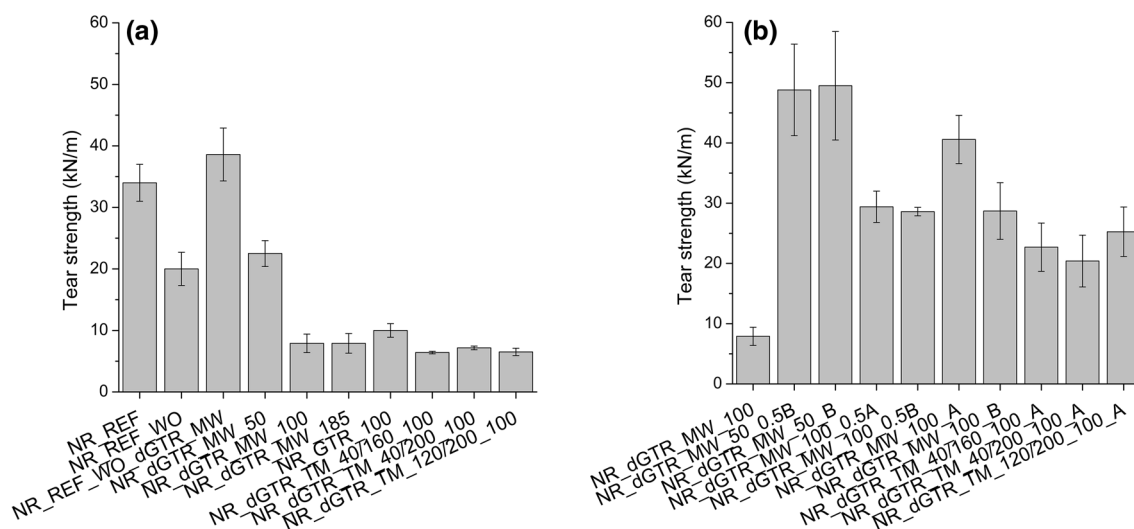 (a)
Tear strength (kN/m)
60
50
40
30
20
10
0
NR_REF
NR_REF_WO
NR_REF_WO_dGTR_MW
NR_dGTR_MW_50
NR_dGTR_MW_100
NR_dGTR_MW_185
NR_GTR_100
NR_dGTR_TM_40/160_100
NR_dGTR_TM_40/200_100
NR_dGTR_TM_120/200_100
(b)
Tear strength (kN/m)
60
50
40
30
20
10
0
NR_dGTR_MW_100
NR_dGTR_MW_50_0.5B
NR_dGTR_MW_50_B
NR_dGTR_MW_100_0.5A
NR_dGTR_MW_100_0.5B
NR_dGTR_MW_100_A
NR_dGTR_MW_100_B
NR_dGTR_TM_40/160_100_A
NR_dGTR_TM_40/200_100_A
NR_dGTR_TM_120/200_100_A